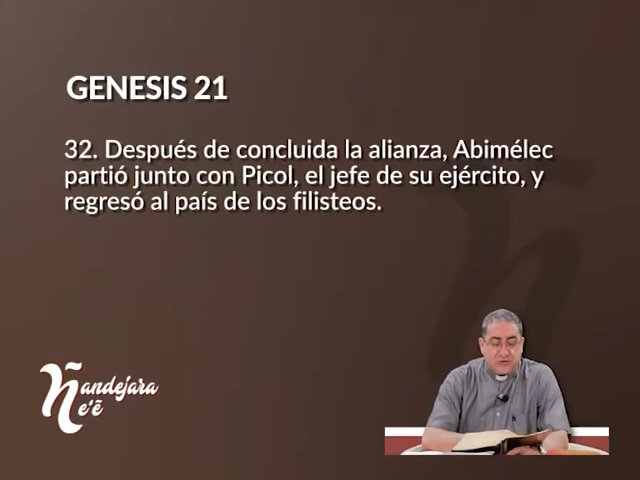 GENESIS 21
32. Después de concluida la alianza, Abimélec
partió junto con Picol, el jefe de su ejército, y
regresó al país de los filisteos.
Ñandejara
Ñe'ẽ